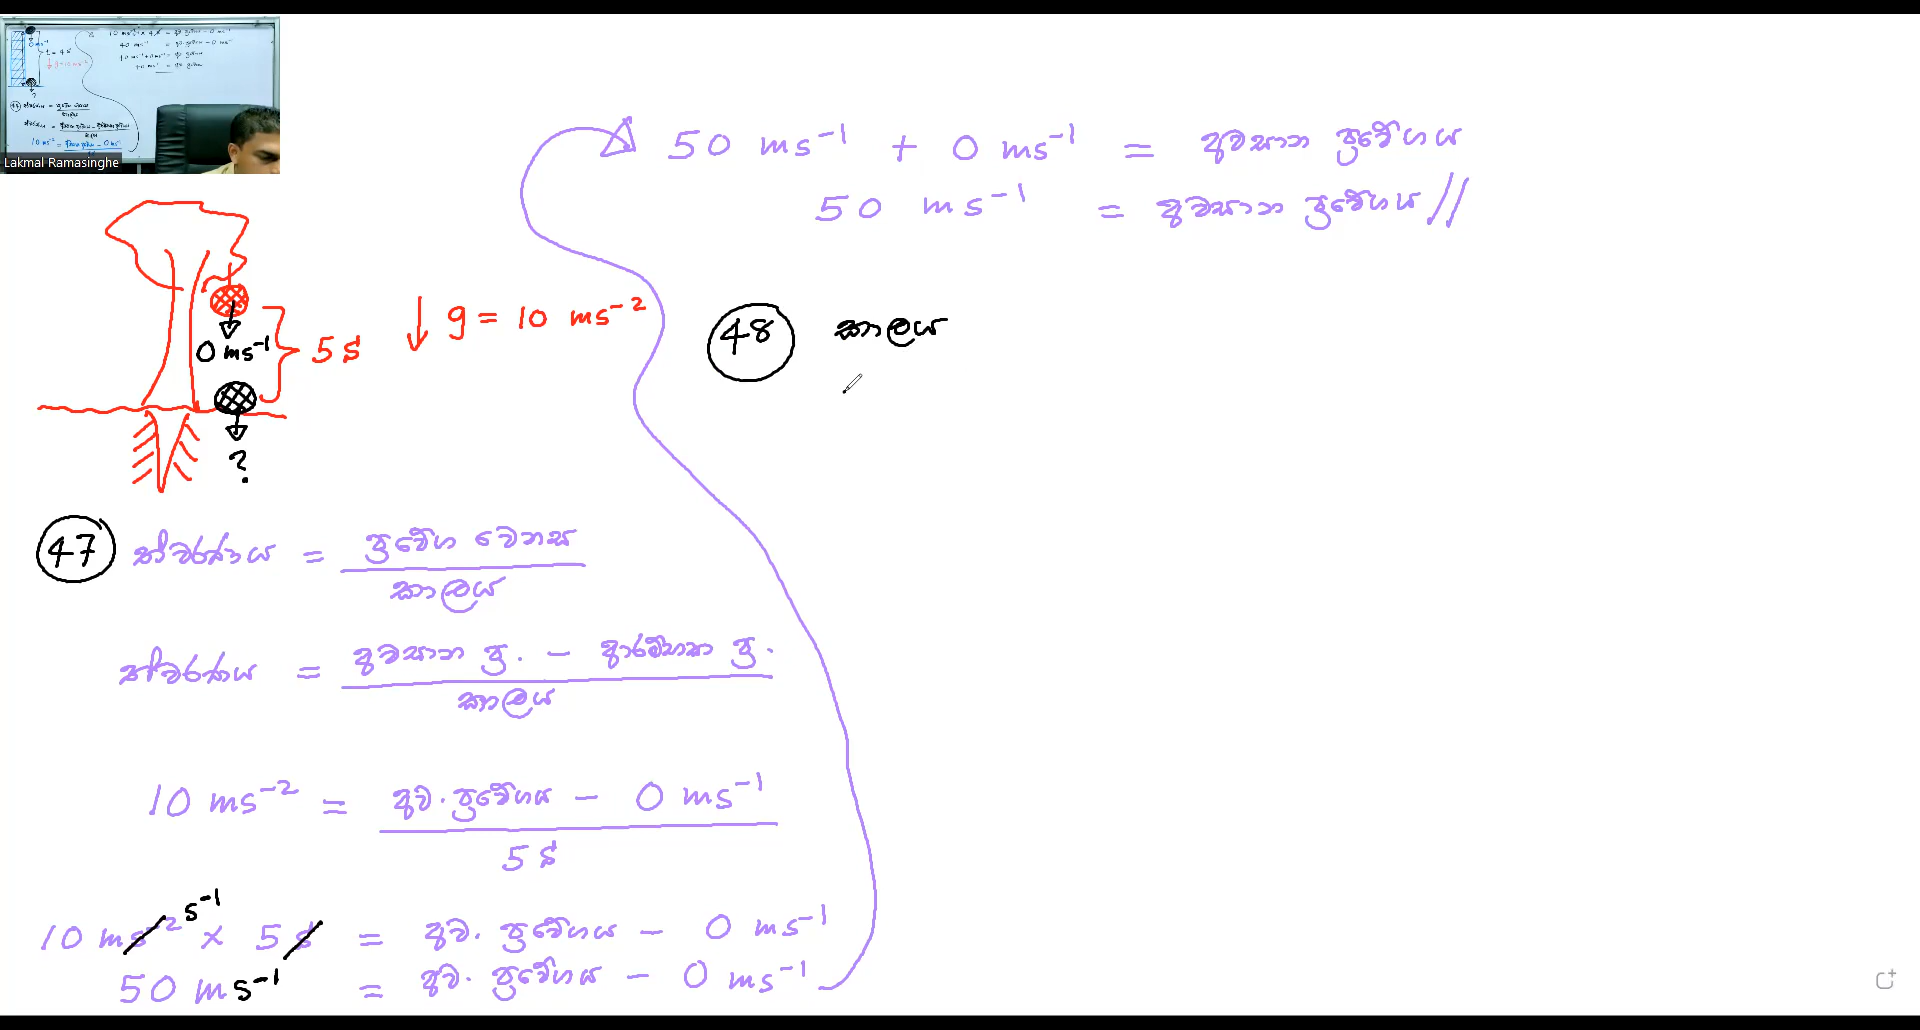 Lakmal Ramasinghe
0 ms⁻¹
5 s
↓ g = 10 ms⁻²
?
47 ත්වරණය = ප්‍රවේග වෙනස / කාලය
ත්වරණය = අවසාන ප්‍ර. – ආරම්භක ප්‍ර. / කාලය
10 ms⁻² = අව. ප්‍රවේගය – 0 ms⁻¹ / 5 s
10 ms⁻² s⁻¹ × 5 s = අව. ප්‍රවේගය – 0 ms⁻¹
50 ms⁻¹ = අව. ප්‍රවේගය – 0 ms⁻¹
50 ms⁻¹ + 0 ms⁻¹ = අවසාන ප්‍රවේගය
50 ms⁻¹ = අවසාන ප්‍රවේගය //
48 කාලය